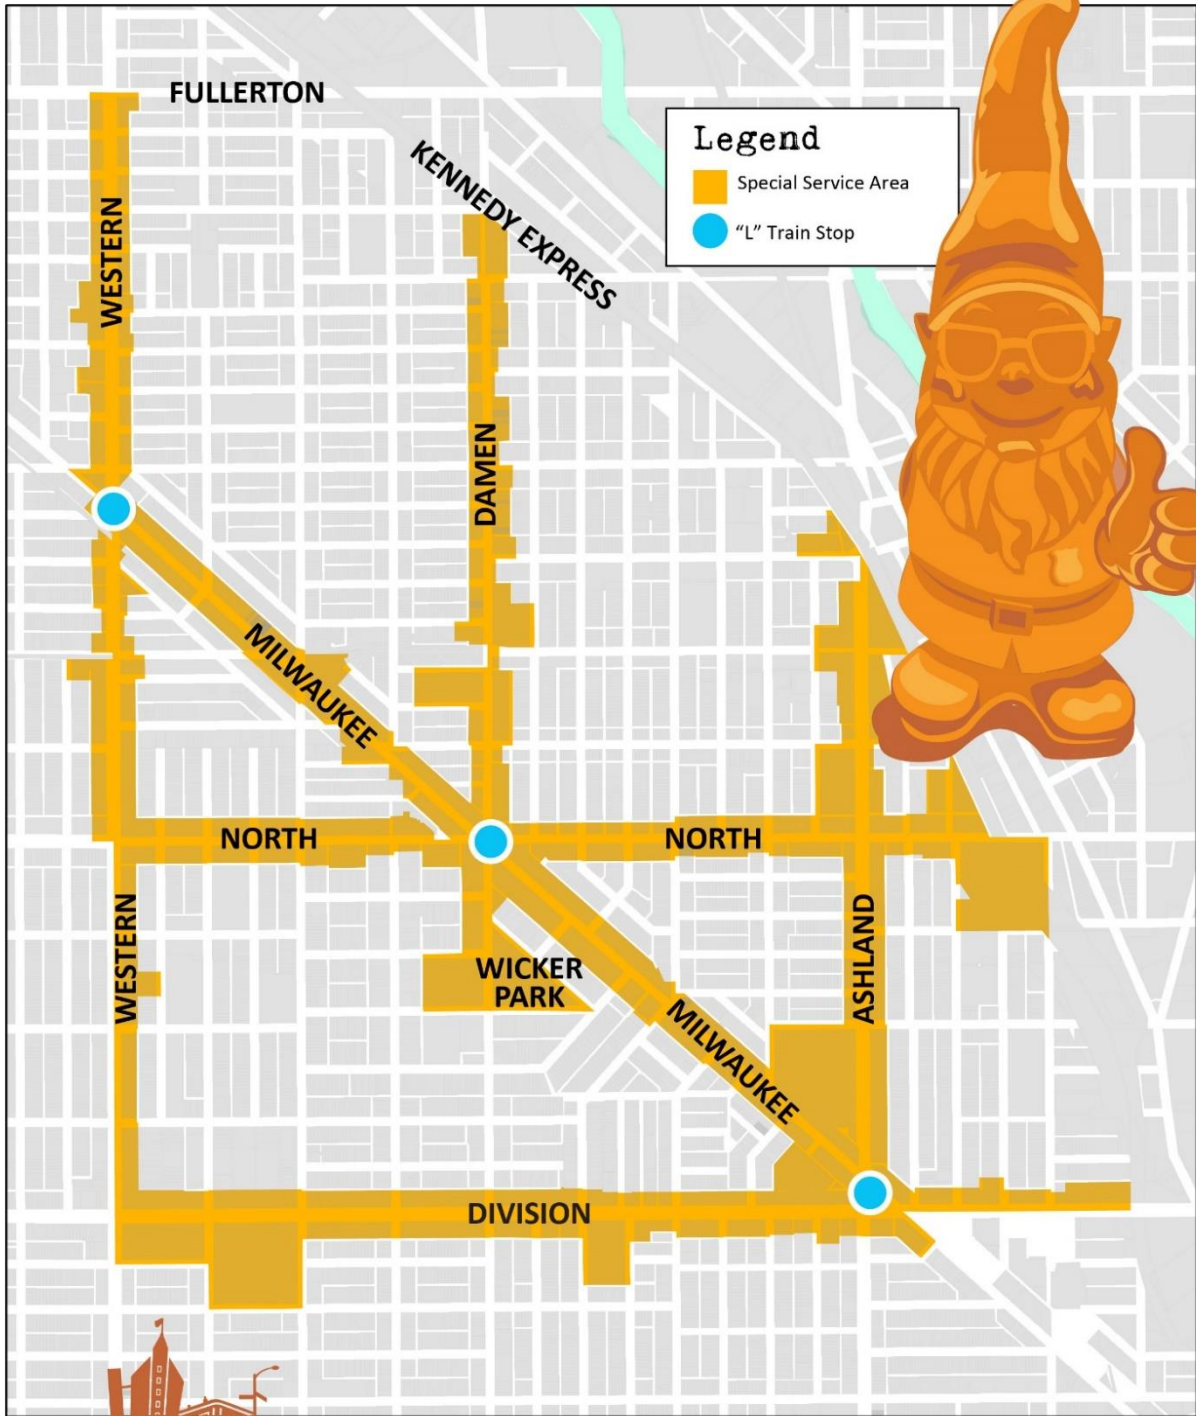 FULLERTON
KENNEDY EXPRESS
Legend
Special Service Area
"L" Train Stop
WESTERN
DAMEN
MILWAUKEE
NORTH
NORTH
WESTERN
ASHLAND
WICKER
PARK
MILWAUKEE
DIVISION